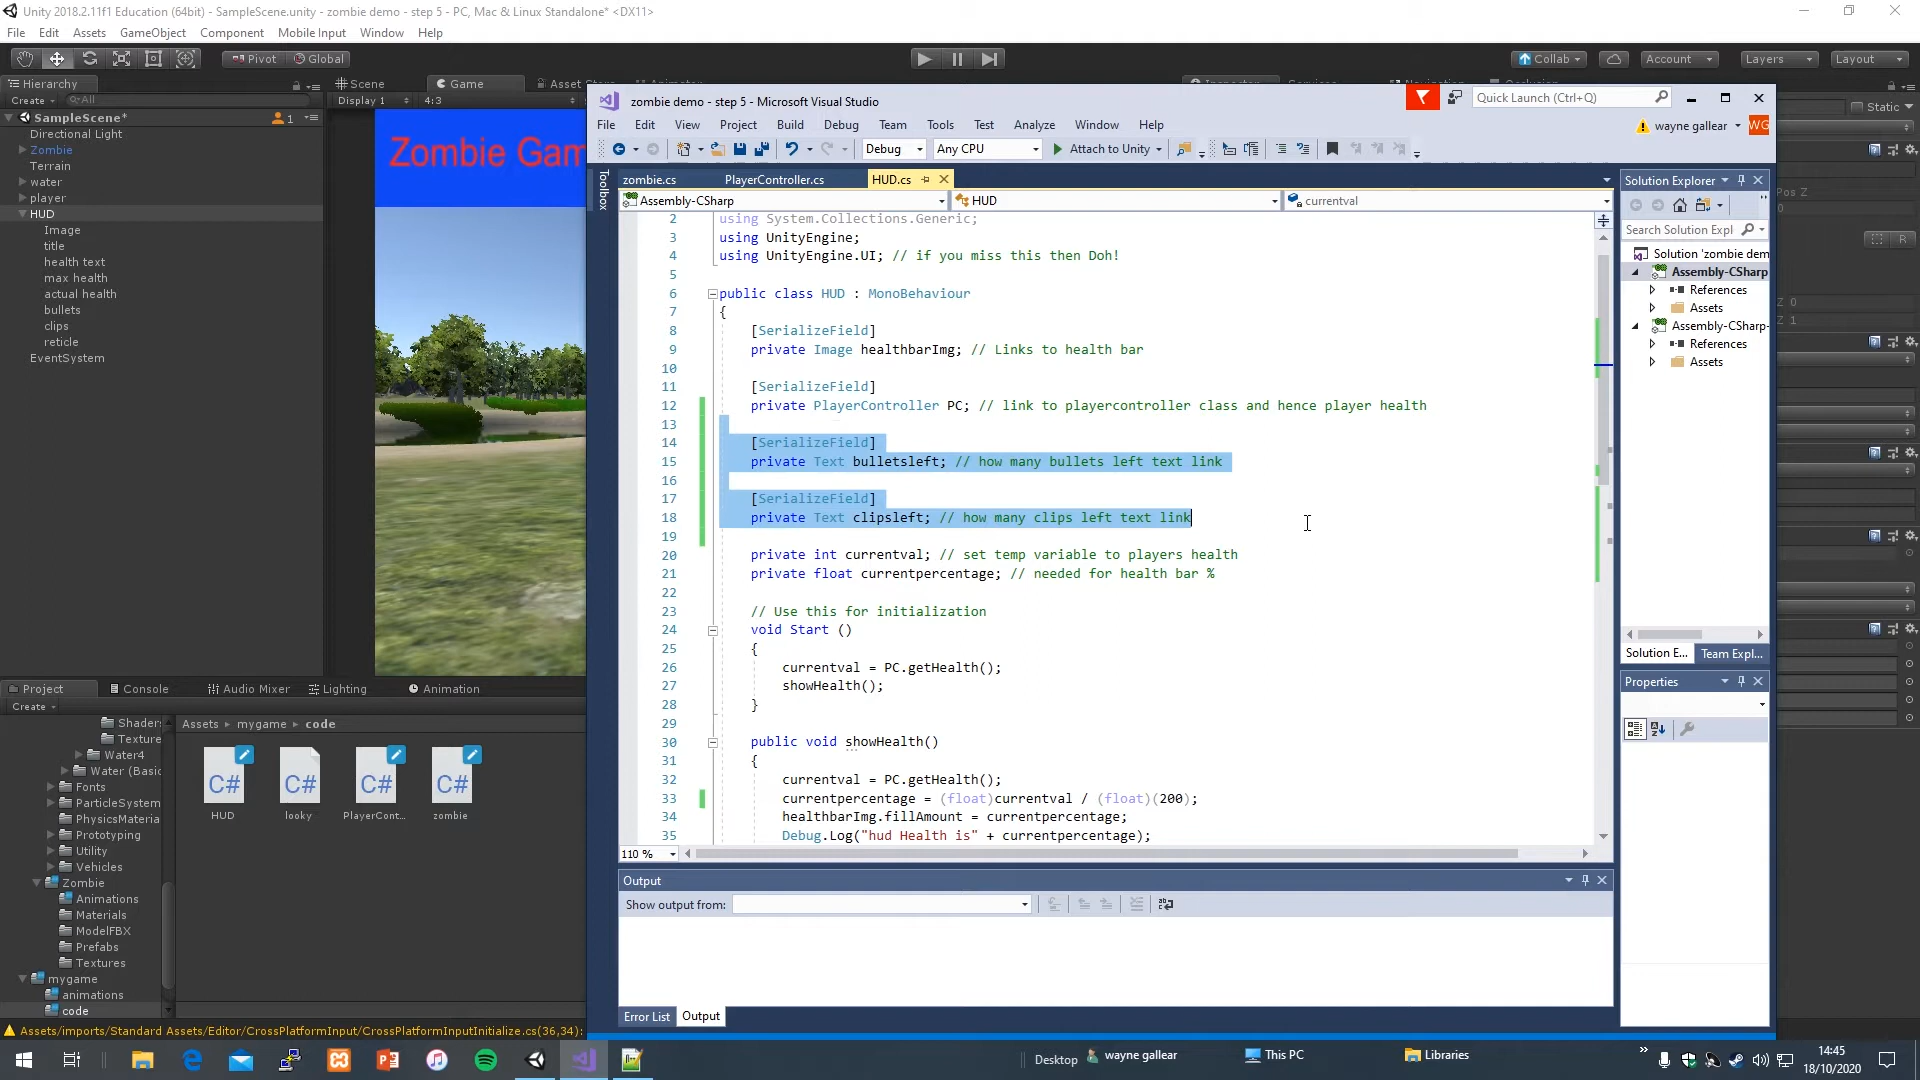 Unity 2018.2.11f1 Education (64bit) - SampleScene.unity - zombie demo - step 5 - PC, Mac & Linux Standalone* <DX11>
File Edit Assets GameObject Component Mobile Input Window Help
Pivot Global
Collab Account Layers Layout
Hierarchy
Create All
SampleScene* 1
Directional Light
Zombie
Terrain
water
player
HUD
Image
title
health text
max health
actual health
bullets
clips
reticle
EventSystem
Scene Game
Display 1 4:3
Zombie Gam
Static
zombie demo - step 5 - Microsoft Visual Studio
Quick Launch (Ctrl+Q)
File Edit View Project Build Debug Team Tools Test Analyze Window Help
wayne gallear WG
Debug Any CPU Attach to Unity
Toolbox
zombie.cs PlayerController.cs HUD.cs
Assembly-CSharp HUD currentval
2 using System.Collections.Generic;
3 using UnityEngine;
4 using UnityEngine.UI; // if you miss this then Doh!
5
6 public class HUD : MonoBehaviour
7 {
8 [SerializeField]
9 private Image healthbarImg; // Links to health bar
10
11 [SerializeField]
12 private PlayerController PC; // link to playercontroller class and hence player health
13
14 [SerializeField]
15 private Text bulletsleft; // how many bullets left text link
16
17 [SerializeField]
18 private Text clipsleft; // how many clips left text link
19
20 private int currentval; // set temp variable to players health
21 private float currentpercentage; // needed for health bar %
22
23 // Use this for initialization
24 void Start ()
25 {
26 currentval = PC.getHealth();
27 showHealth();
28 }
29
30 public void showHealth()
31 {
32 currentval = PC.getHealth();
33 currentpercentage = (float)currentval / (float)(200);
34 healthbarImg.fillAmount = currentpercentage;
35 Debug.Log("hud Health is" + currentpercentage);
110 %
Output
Show output from:
Error List Output
Solution Explorer
Search Solution Expl
Solution 'zombie dem
Assembly-CSharp
References
Assets
Assembly-CSharp-
References
Assets
Solution E... Team Expl...
Properties
Project Console Audio Mixer Lighting Animation
Create
Shader
Texture
Water4
Water (Basic
Fonts
ParticleSystem
PhysicsMateria
Prototyping
Utility
Vehicles
Zombie
Animations
Materials
ModelFBX
Prefabs
Textures
mygame
animations
code
Assets mygame code
C# C# C# C#
HUD looky PlayerCont... zombie
Assets/imports/Standard Assets/Editor/CrossPlatformInput/CrossPlatformInputInitialize.cs(36,34):
Desktop wayne gallear This PC Libraries
14:45
18/10/2020